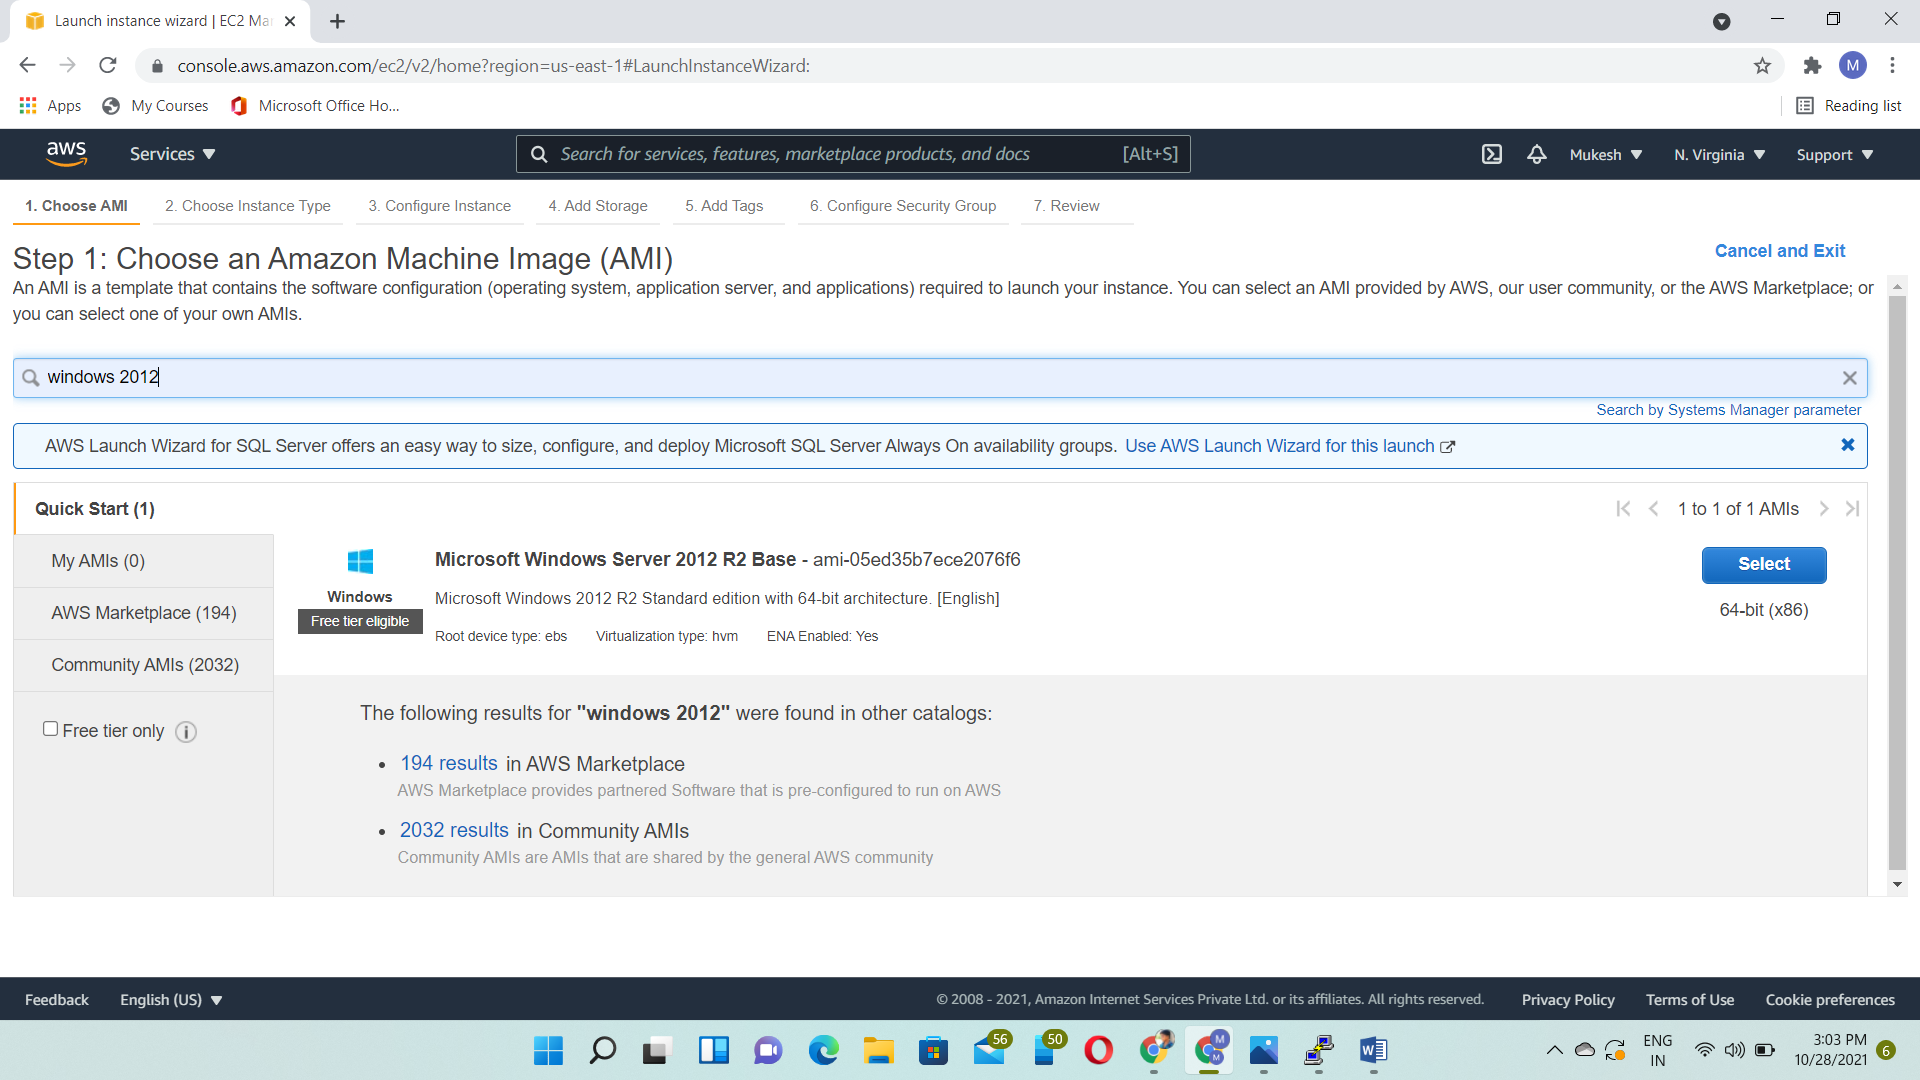 Launch instance wizard | EC2 Mar
console.aws.amazon.com/ec2/v2/home?region=us-east-1#LaunchInstanceWizard:
M
Apps
My Courses
Microsoft Office Ho...
Reading list
aws
Services
Search for services, features, marketplace products, and docs
[Alt+S]
Mukesh
N. Virginia
Support
1. Choose AMI
2. Choose Instance Type
3. Configure Instance
4. Add Storage
5. Add Tags
6. Configure Security Group
7. Review
Step 1: Choose an Amazon Machine Image (AMI)
Cancel and Exit
An AMI is a template that contains the software configuration (operating system, application server, and applications) required to launch your instance. You can select an AMI provided by AWS, our user community, or the AWS Marketplace; or
you can select one of your own AMIs.
windows 2012
Search by Systems Manager parameter
AWS Launch Wizard for SQL Server offers an easy way to size, configure, and deploy Microsoft SQL Server Always On availability groups. Use AWS Launch Wizard for this launch
Quick Start (1)
1 to 1 of 1 AMIs
My AMIs (0)
AWS Marketplace (194)
Community AMIs (2032)
Free tier only
Windows
Free tier eligible
Microsoft Windows Server 2012 R2 Base - ami-05ed35b7ece2076f6
Microsoft Windows 2012 R2 Standard edition with 64-bit architecture. [English]
Root device type: ebs
Virtualization type: hvm
ENA Enabled: Yes
Select
64-bit (x86)
The following results for "windows 2012" were found in other catalogs:
194 results in AWS Marketplace
AWS Marketplace provides partnered Software that is pre-configured to run on AWS
2032 results in Community AMIs
Community AMIs are AMIs that are shared by the general AWS community
Feedback
English (US)
© 2008 - 2021, Amazon Internet Services Private Ltd. or its affiliates. All rights reserved.
Privacy Policy
Terms of Use
Cookie preferences
56
50
M
M
ENG
IN
3:03 PM
10/28/2021
6